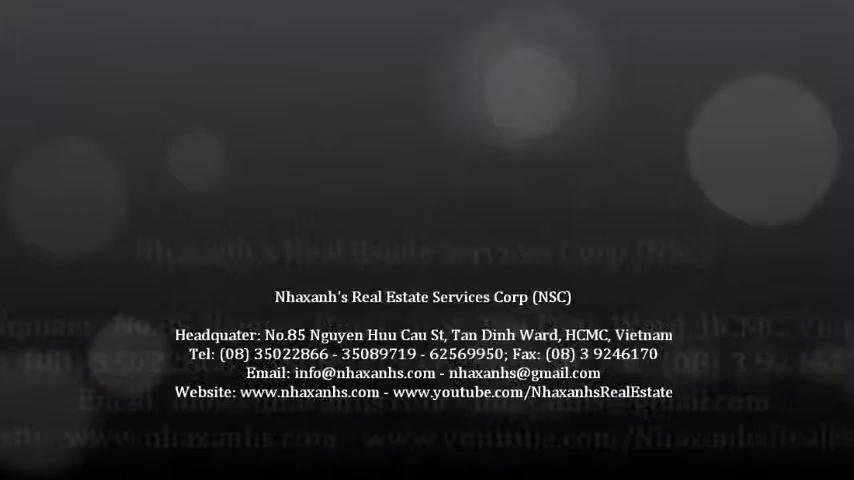 Nhaxanh's Real Estate Services Corp (NSC)
Headquater: No.85 Nguyen Huu Cau St, Tan Dinh Ward, HCMC, Vietnam
Tel: (08) 35022866 - 35089719 - 62569950; Fax: (08) 3 9246170
Email: info@nhaxanhs.com - nhaxanhs@gmail.com
Website: www.nhaxanhs.com - www.youtube.com/NhaxanhsRealEstate